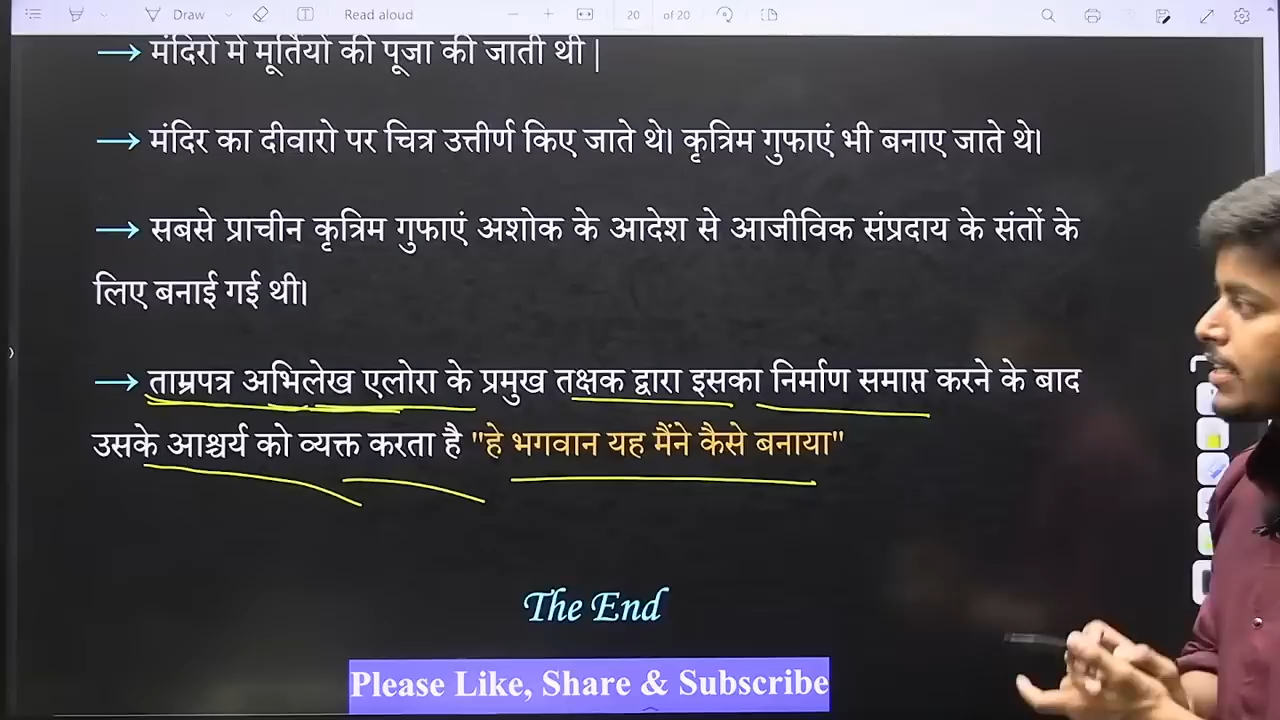 Draw
Read aloud
20 of 20
→ मंदिरो मे मूर्तियो की पूजा की जाती थी |
→ मंदिर का दीवारो पर चित्र उत्तीर्ण किए जाते थे। कृत्रिम गुफाएं भी बनाए जाते थे।
→ सबसे प्राचीन कृत्रिम गुफाएं अशोक के आदेश से आजीविक संप्रदाय के संतों के
लिए बनाई गई थी।
→ ताम्रपत्र अभिलेख एलोरा के प्रमुख तक्षक द्वारा इसका निर्माण समाप्त करने के बाद
उसके आश्चर्य को व्यक्त करता है "हे भगवान यह मैंने कैसे बनाया"
The End
Please Like, Share & Subscribe